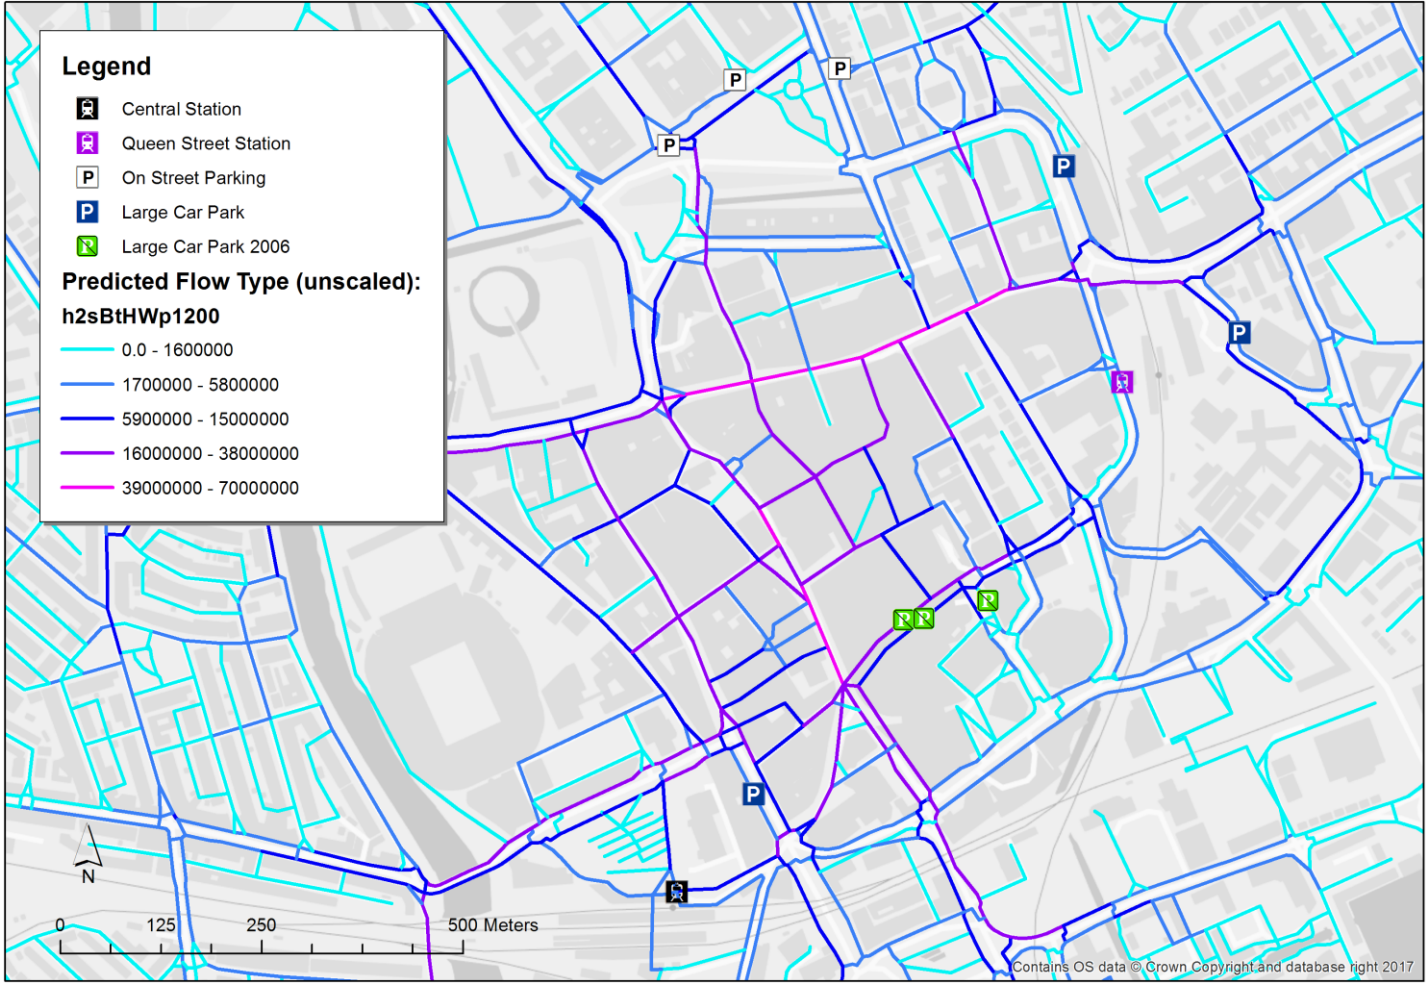 Legend
Central Station
Queen Street Station
P On Street Parking
P Large Car Park
P Large Car Park 2006
Predicted Flow Type (unscaled):
h2sBtHWp1200
0.0 - 1600000
1700000 - 5800000
5900000 - 15000000
16000000 - 38000000
39000000 - 70000000
P
P
P
P
P
P P
P
P
N
0 125 250 500 Meters
Contains OS data © Crown Copyright and database right 2017